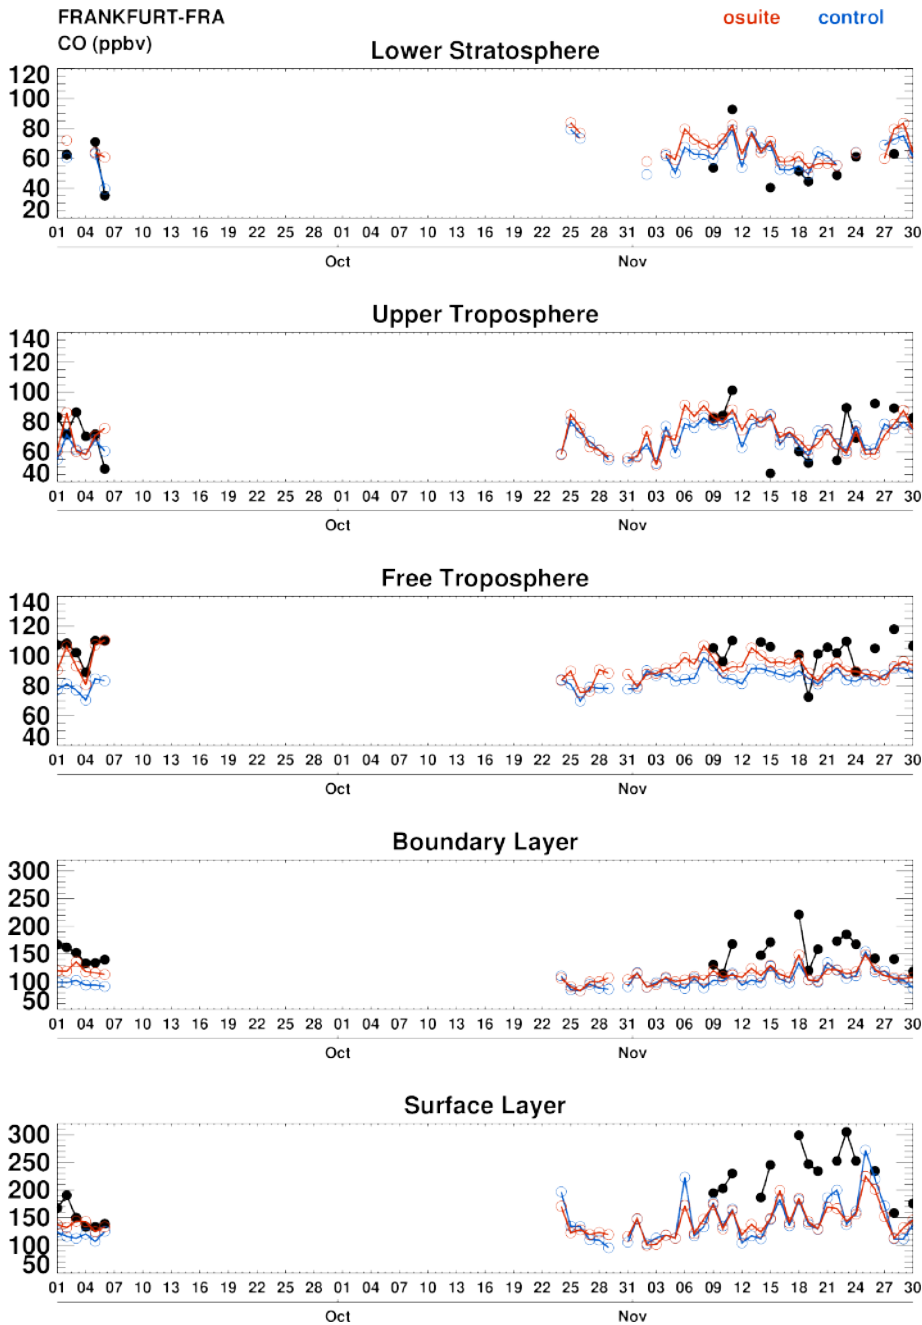 FRANKFURT-FRA
osuite control
CO (ppbv)
Lower Stratosphere
120
100
80
60
40
20
01 04 07 10 13 16 19 22 25 28 01 04 07 10 13 16 19 22 25 28 31 03 06 09 12 15 18 21 24 27 30
Oct Nov
Upper Troposphere
140
120
100
80
60
40
01 04 07 10 13 16 19 22 25 28 01 04 07 10 13 16 19 22 25 28 31 03 06 09 12 15 18 21 24 27 30
Oct Nov
Free Troposphere
140
120
100
80
60
40
01 04 07 10 13 16 19 22 25 28 01 04 07 10 13 16 19 22 25 28 31 03 06 09 12 15 18 21 24 27 30
Oct Nov
Boundary Layer
300
250
200
150
100
50
01 04 07 10 13 16 19 22 25 28 01 04 07 10 13 16 19 22 25 28 31 03 06 09 12 15 18 21 24 27 30
Oct Nov
Surface Layer
300
250
200
150
100
50
01 04 07 10 13 16 19 22 25 28 01 04 07 10 13 16 19 22 25 28 31 03 06 09 12 15 18 21 24 27 30
Oct Nov